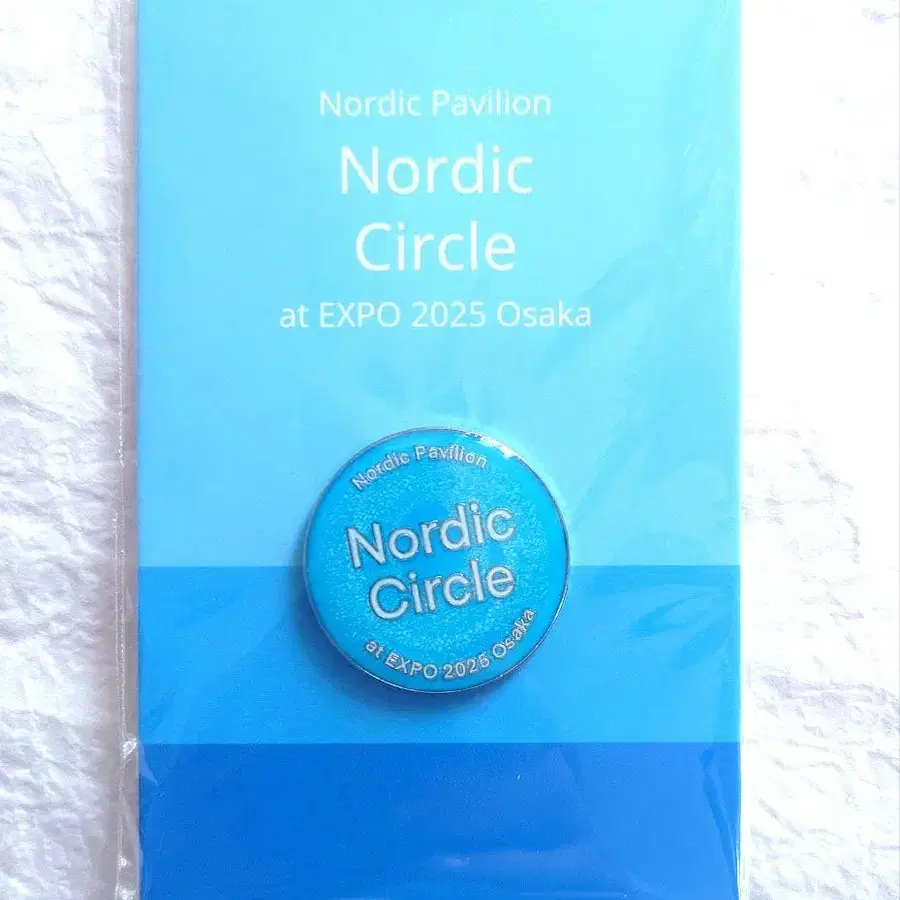 Nordic Pavilion
Nordic
Circle
at EXPO 2025 Osaka
Nordic Pavilion
Nordic
Circle
at EXPO 2025 Osaka